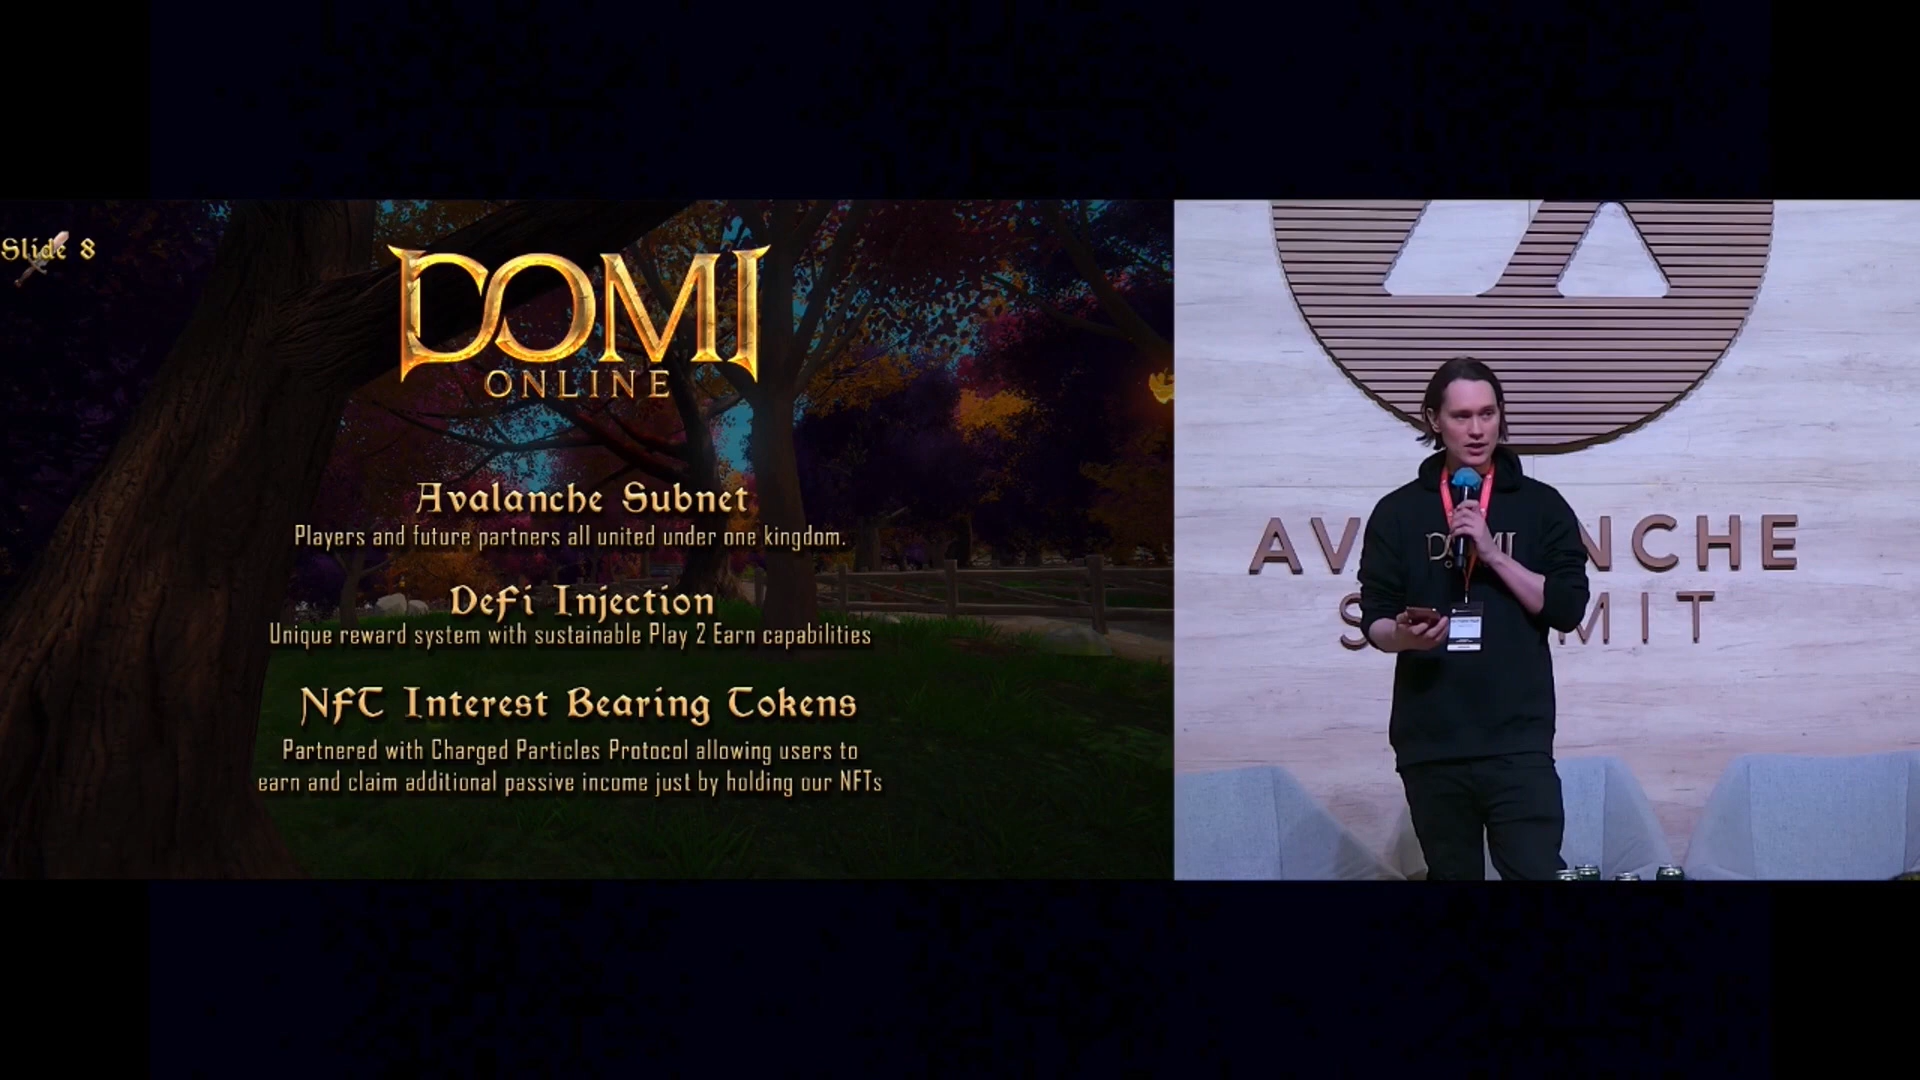 Slide 8
DOMI
ONLINE
Avalanche Subnet
Players and future partners all united under one kingdom.
DeFi Injection
Unique reward system with sustainable Play 2 Earn capabilities
NFT Interest Bearing Tokens
Partnered with Charged Particles Protocol allowing users to
earn and claim additional passive income just by holding our NFTs
AV NCHE
S MIT
DOMI